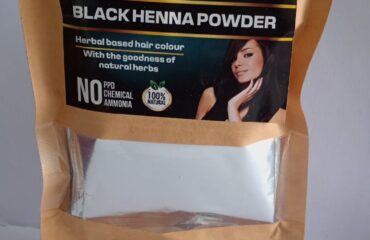 BLACK HENNA POWDER
Herbal based hair colour
With the goodness of
natural herbs
NO
PPD
CHEMICAL
AMMONIA
100%
NATURAL